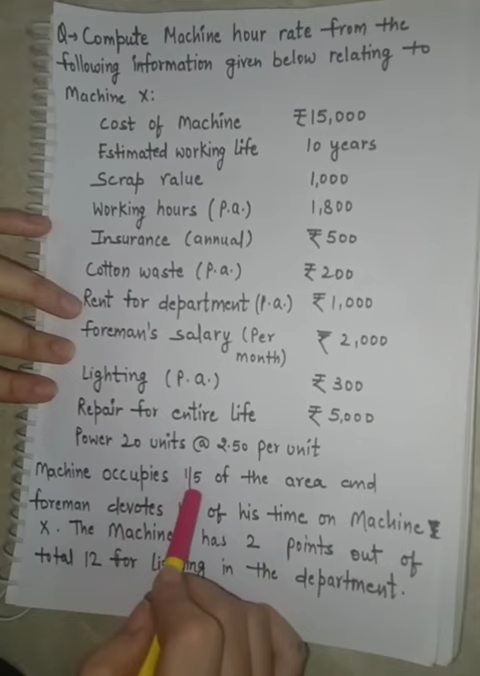 Q→ Compute Machine hour rate from the
following information given below relating to
Machine X:
Cost of Machine ₹15,000
Estimated working life 10 years
Scrap value 1,000
Working hours (p.a.) 1,800
Insurance (annual) ₹500
Cotton waste (p.a.) ₹200
Rent for department (p.a.) ₹1,000
foreman's salary (Per month) ₹2,000
Lighting (p.a.) ₹300
Repair for entire life ₹5,000
Power 20 units @ 2.50 per unit
Machine occupies 1/5 of the area and
foreman devotes of his time on Machine
X. The Machine has 2 points out of
total 12 for in the department.